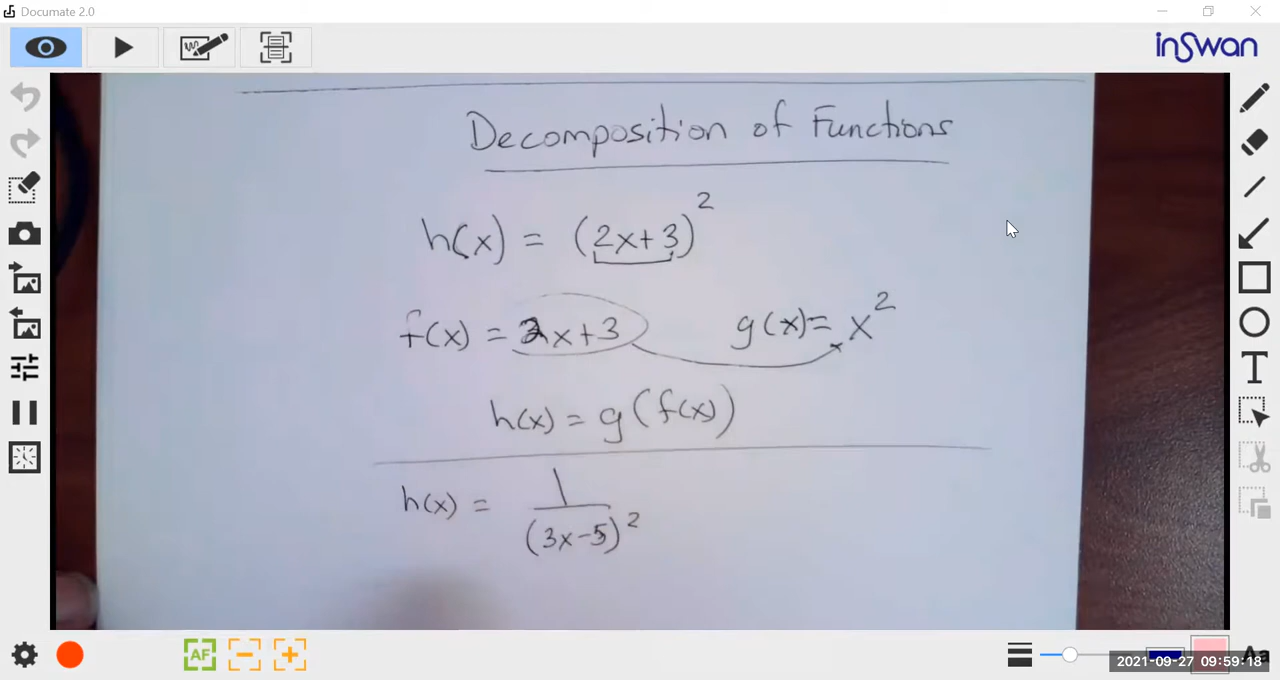 Documate 2.0
inswan
Decomposition of Functions
h(x) = (2x+3)²
f(x) = 2x+3 g(x)= x²
h(x) = g(f(x))
h(x) = 1/(3x-5)²
AF
T
Aa
2021-09-27 09:59:18